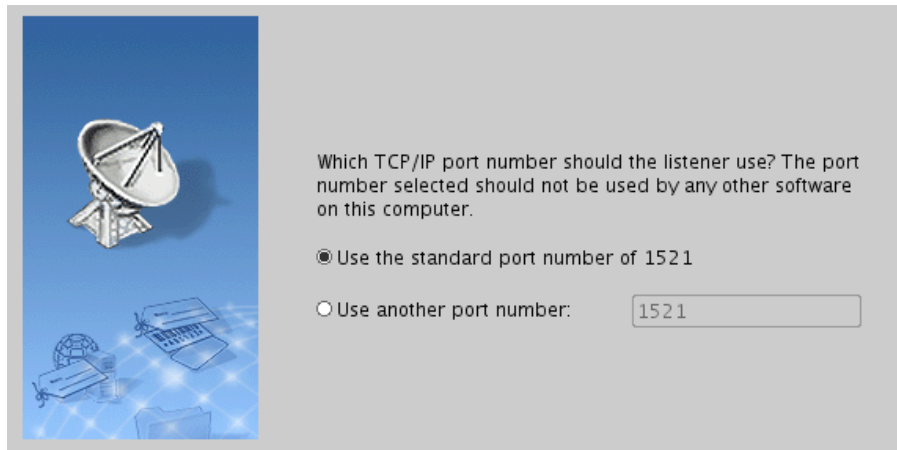 Which TCP/IP port number should the listener use? The port
number selected should not be used by any other software
on this computer.
Use the standard port number of 1521
Use another port number: 1521